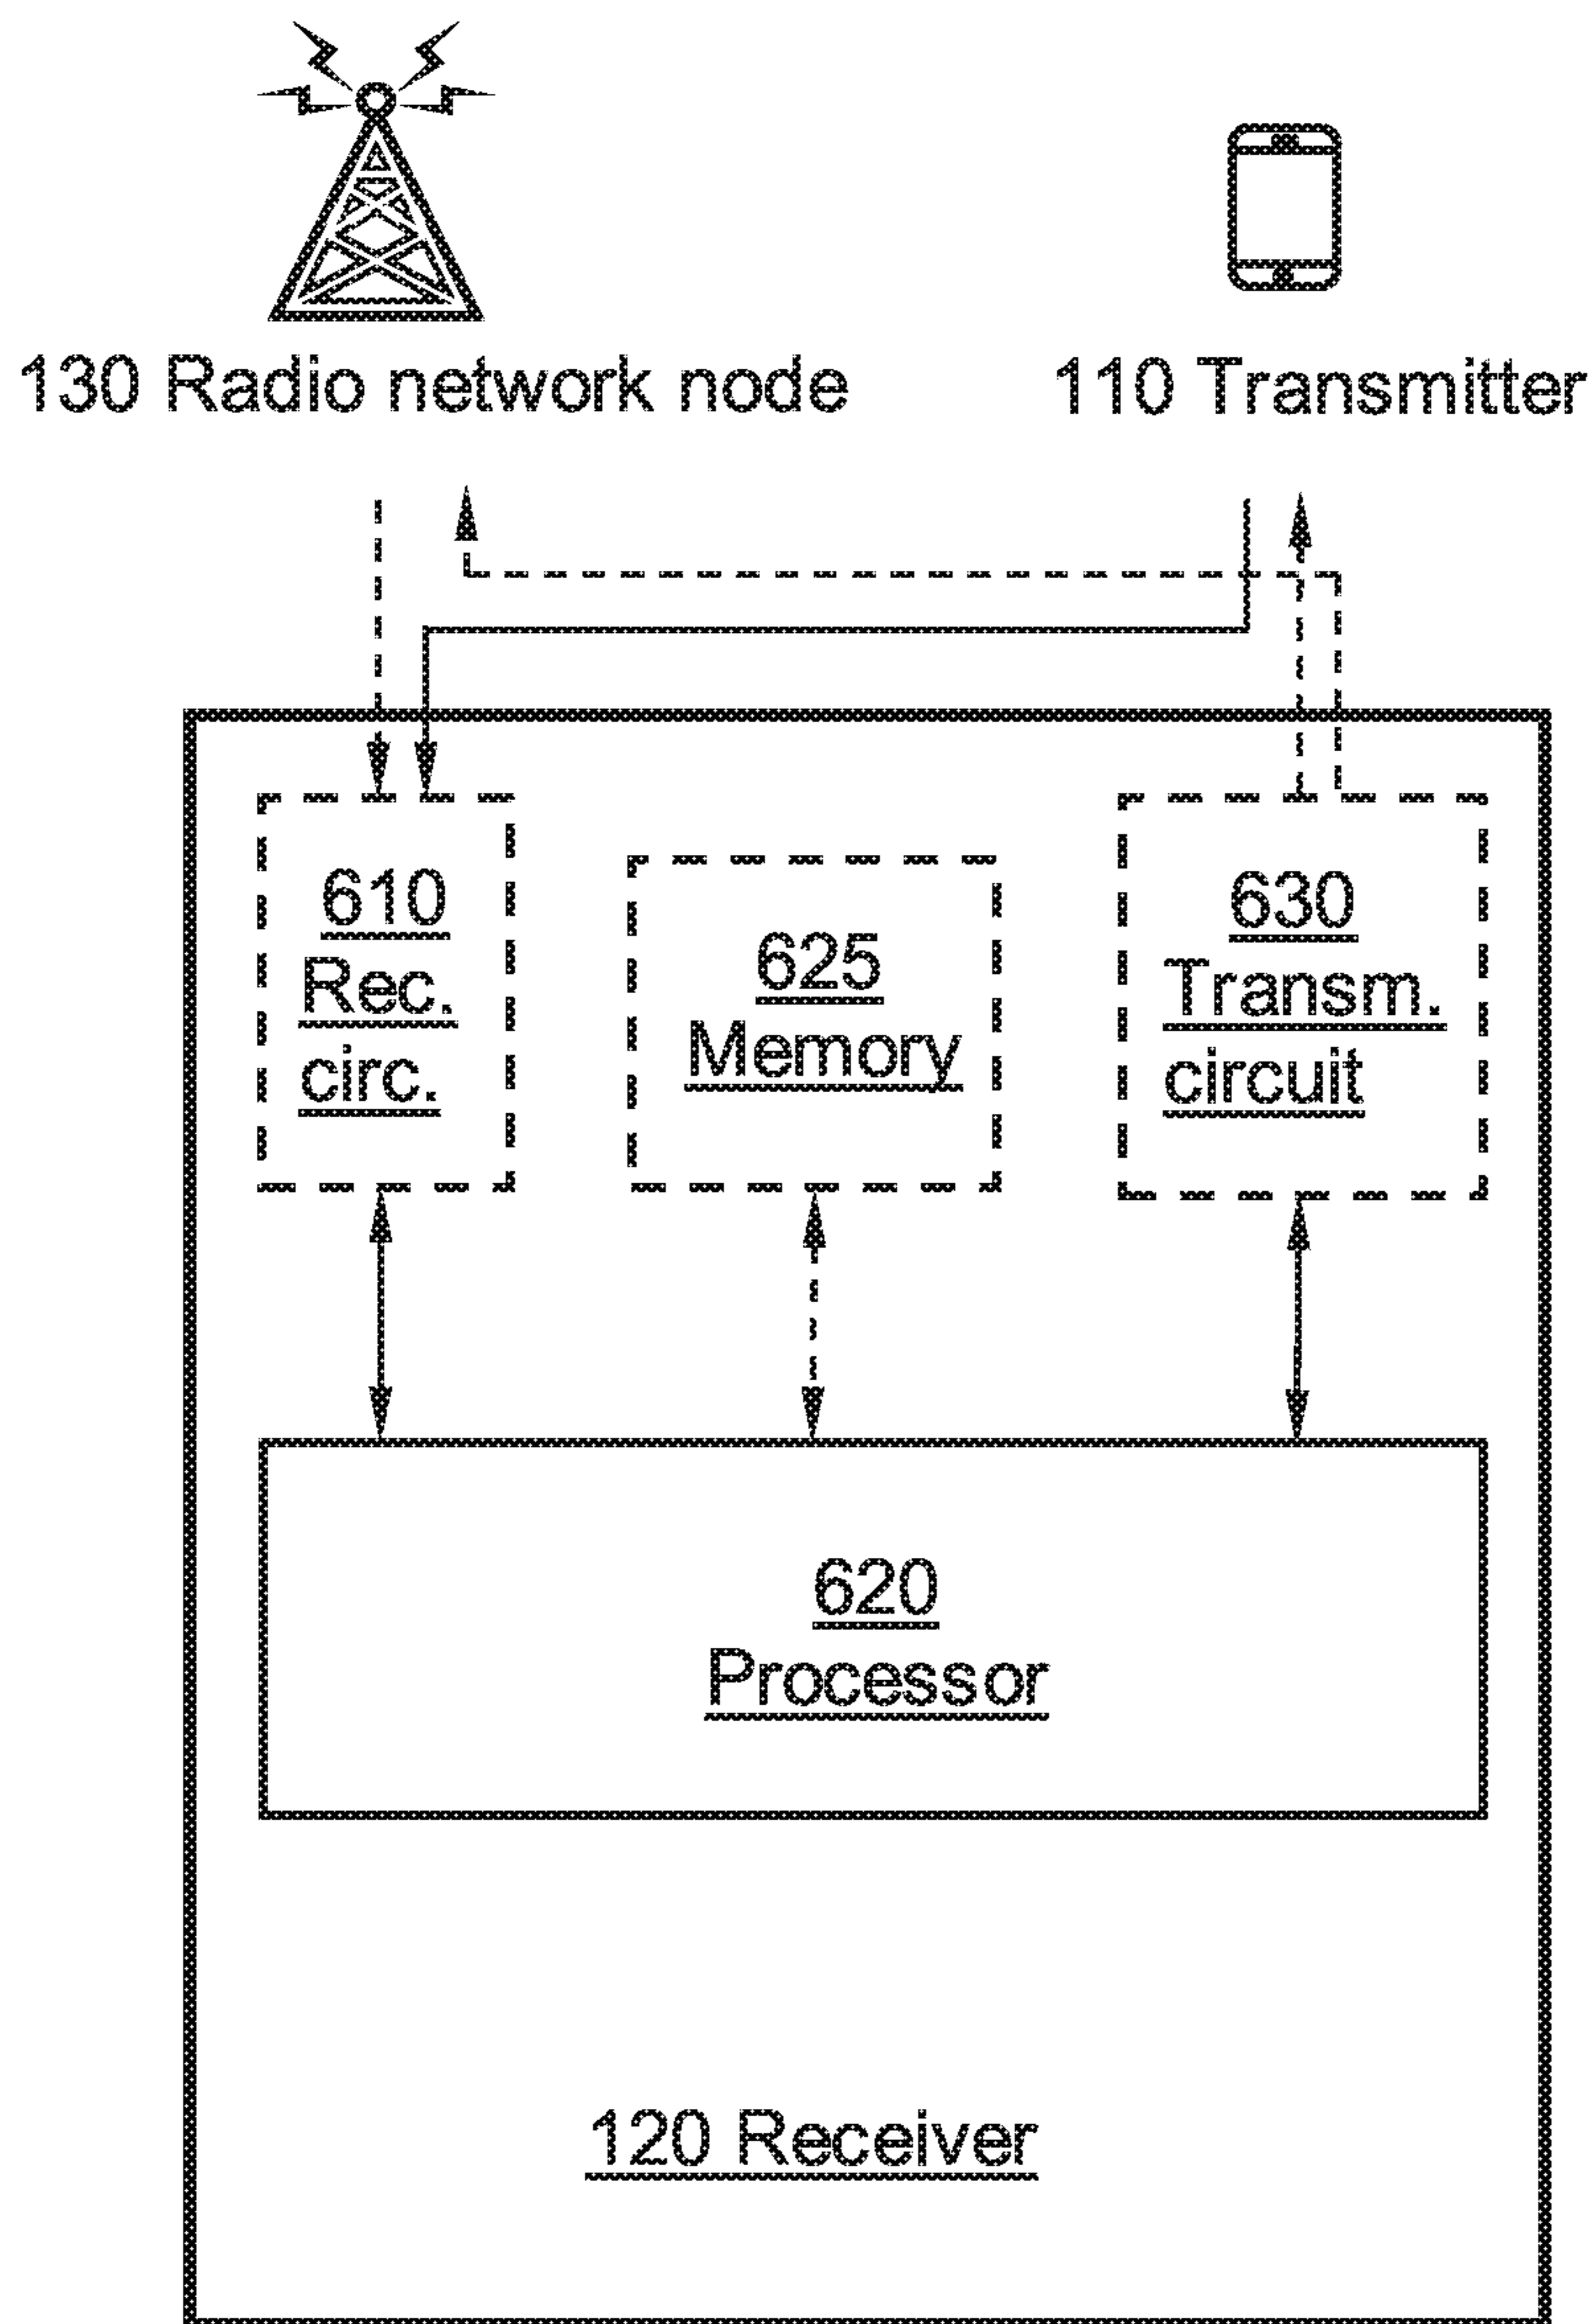 130 Radio network node
110 Transmitter
610
Rec.
circ.
625
Memory
630
Transm.
circuit
620
Processor
120 Receiver